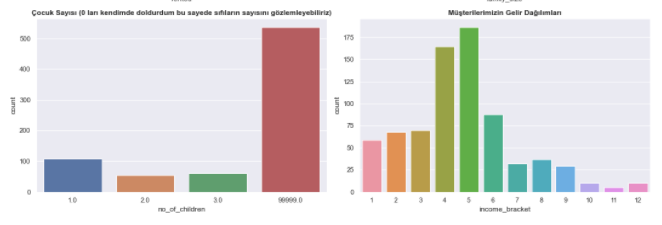 family_size
Çocuk Sayısı (0 ları kendimde doldurdum bu sayede sıfıların sayısını gözlemleyebiliriz)
500
400
300
200
100
0
count
1.0 2.0 3.0 99999.0
no_of_children
Müşterilerimizin Gelir Dağılımları
175
150
125
100
75
50
25
0
count
1 2 3 4 5 6 7 8 9 10 11 12
income_bracket